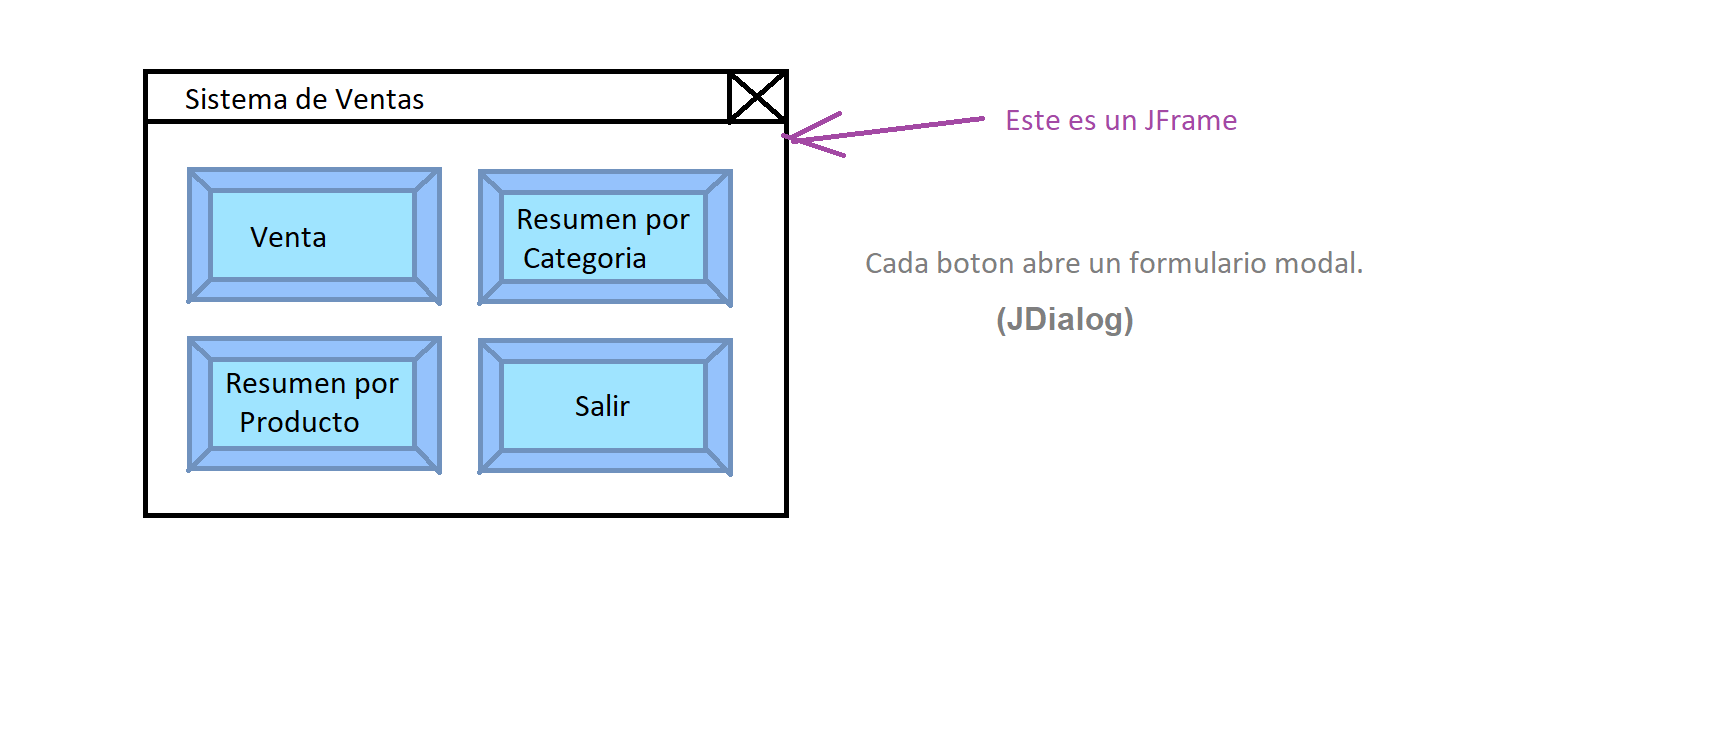 Sistema de Ventas
Este es un JFrame
Venta
Resumen por
Categoria
Cada boton abre un formulario modal.
(JDialog)
Resumen por
Producto
Salir